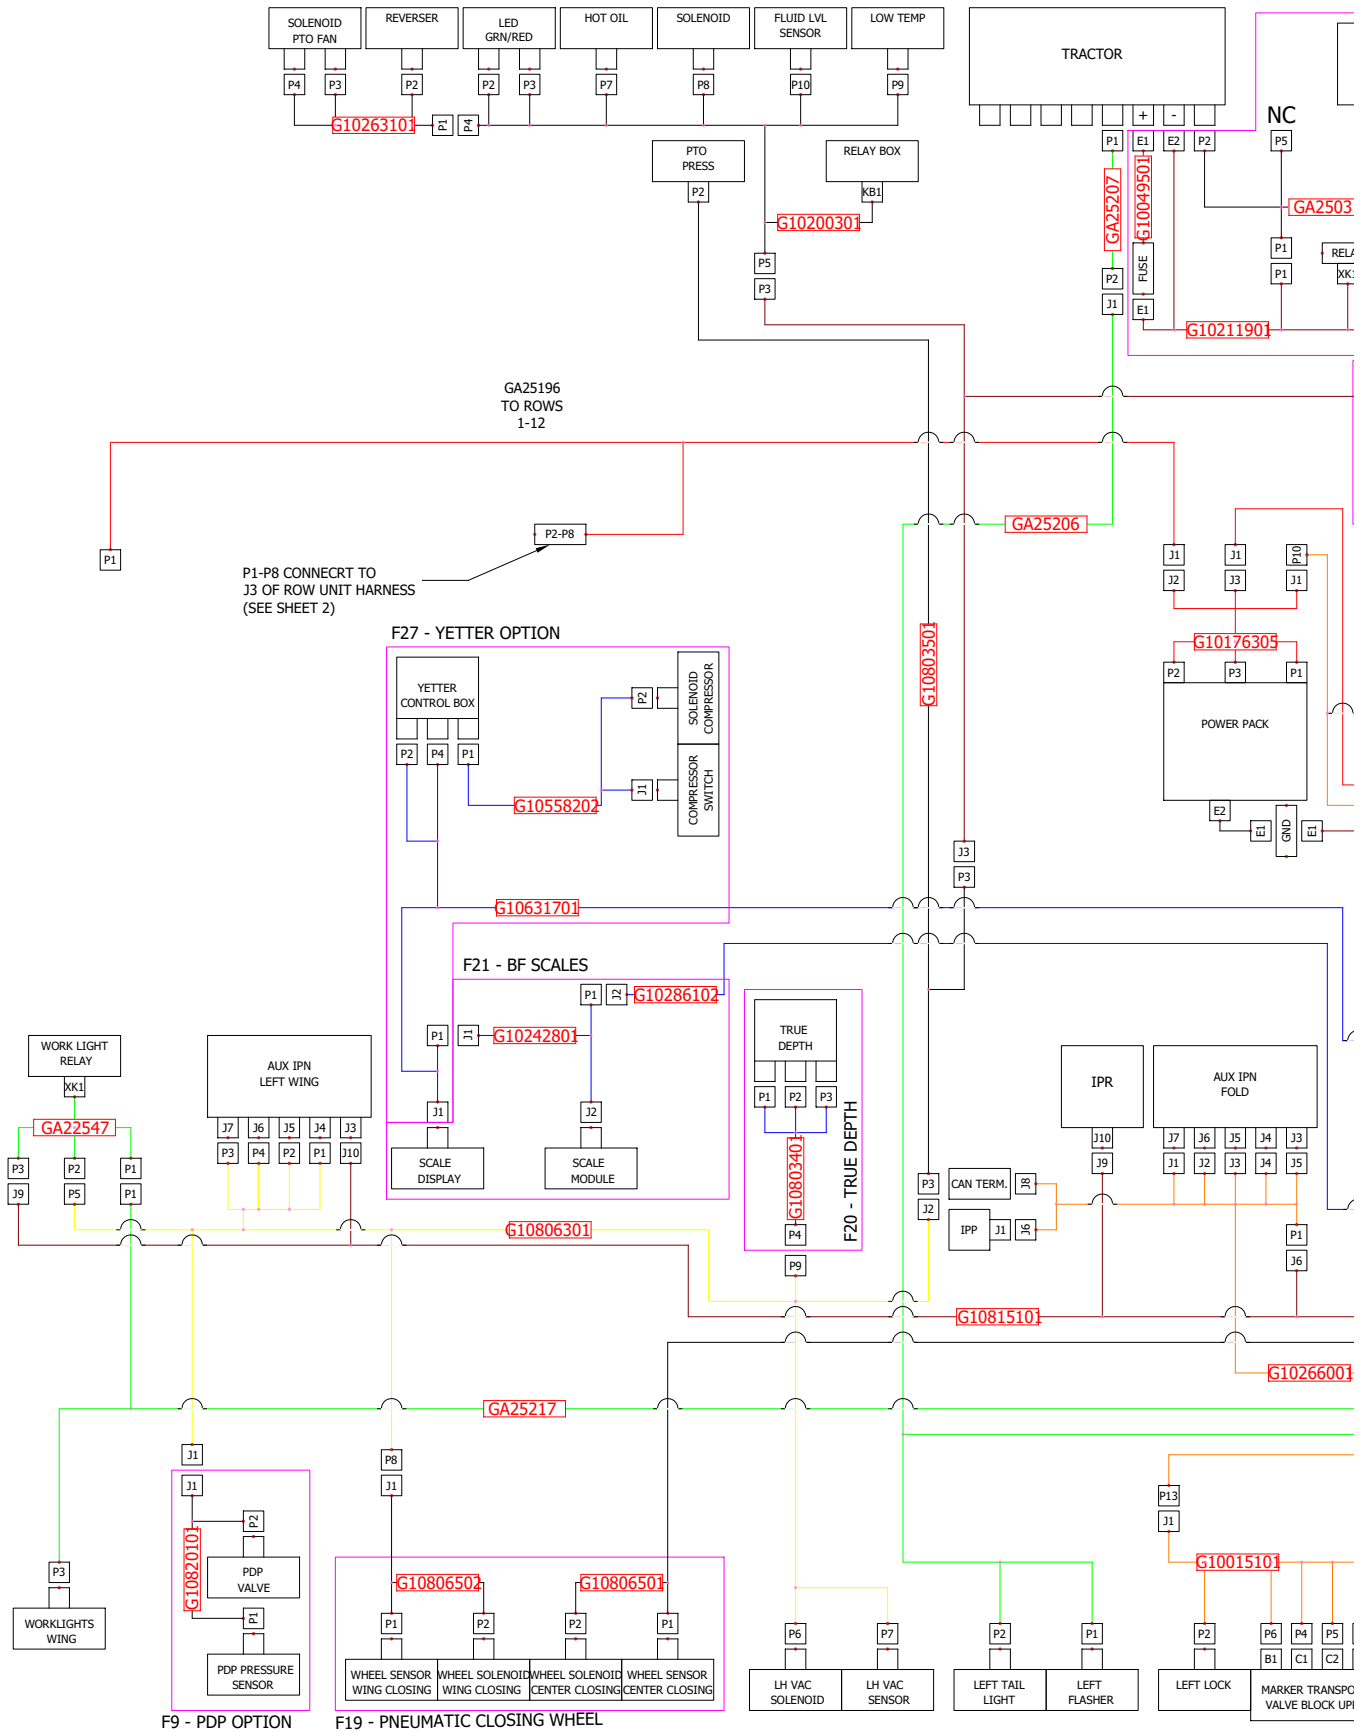 SOLENOID
PTO FAN
REVERSER
LED
GRN/RED
HOT OIL
SOLENOID
FLUID LVL
SENSOR
LOW TEMP
TRACTOR
P4
P3
P2
P2
P3
P7
P8
P10
P9
+
-
NC
G10263101
P1
P4
P1
E1
E2
P2
P5
PTO
PRESS
RELAY BOX
P2
KB1
GA25207
G10049501
GA2503
G10200301
P5
P3
P2
J1
FUSE
E1
P1
P1
RELA
XK1
G10211901
GA25196
TO ROWS
1-12
P1
P2-P8
GA25206
P1-P8 CONNECRT TO
J3 OF ROW UNIT HARNESS
(SEE SHEET 2)
J1
J2
J1
J3
P10
J1
F27 - YETTER OPTION
G10803501
G10176305
P2
P3
P1
YETTER
CONTROL BOX
P2
SOLENOID
COMPRESSOR
POWER PACK
P2
P4
P1
J1
COMPRESSOR
SWITCH
G10558202
E2
E1
GND
E1
J3
P3
G10631701
F21 - BF SCALES
P1
J2
G10286102
P1
J1
G10242801
TRUE
DEPTH
WORK LIGHT
RELAY
XK1
AUX IPN
LEFT WING
IPR
AUX IPN
FOLD
GA22547
J7
J6
J5
J4
J3
J1
J2
P1
P2
P3
F20 - TRUE DEPTH
G10803401
J10
J7
J6
J5
J4
J3
P3
P2
P1
P3
P4
P2
P1
J10
SCALE
DISPLAY
SCALE
MODULE
J9
J1
J2
J3
J4
J5
J9
P5
P1
P3
J2
CAN TERM.
J8
IPP
J1
J6
G10806301
P4
P9
P1
J6
G10815101
G10266001
GA25217
J1
J1
P8
J1
P13
J1
P2
G10820101
PDP
VALVE
P1
PDP PRESSURE
SENSOR
P3
WORKLIGHTS
WING
G10806502
G10806501
G10015101
P1
P2
P2
P1
P6
P7
P2
P1
P2
P6
P4
P5
B1
C1
C2
WHEEL SENSOR
WING CLOSING
WHEEL SOLENOID
WING CLOSING
WHEEL SOLENOID
CENTER CLOSING
WHEEL SENSOR
CENTER CLOSING
LH VAC
SOLENOID
LH VAC
SENSOR
LEFT TAIL
LIGHT
LEFT
FLASHER
LEFT LOCK
MARKER TRANSPO
VALVE BLOCK UP
F9 - PDP OPTION
F19 - PNEUMATIC CLOSING WHEEL